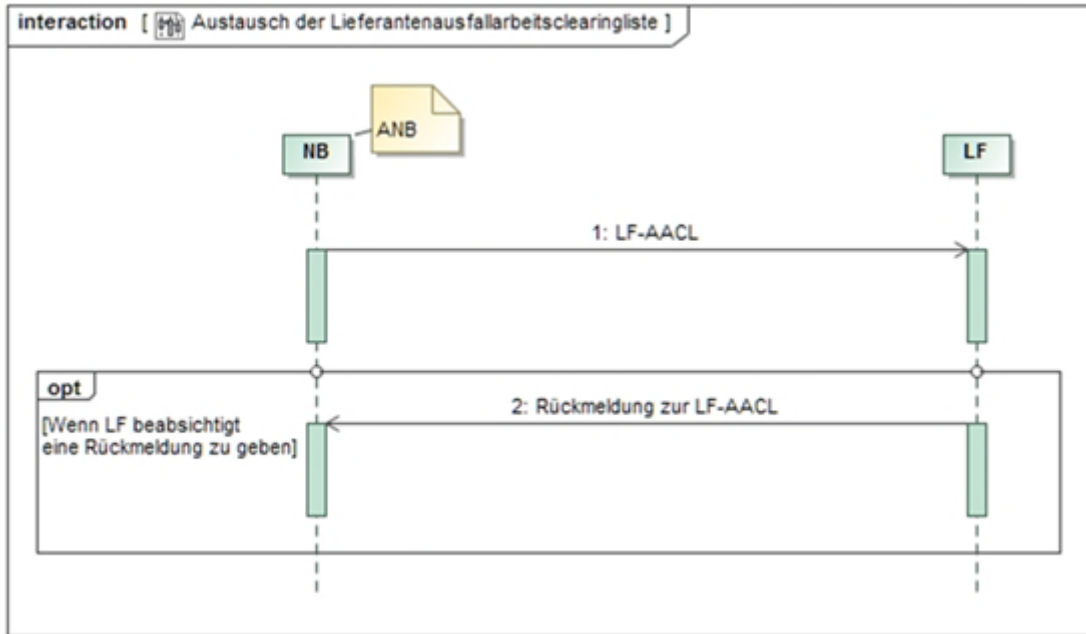 interaction [ Austausch der Lieferantenausfallarbeitsclearingliste ]
ANB
NB
LF
1: LF-AACL
opt
2: Rückmeldung zur LF-AACL
[Wenn LF beabsichtigt
eine Rückmeldung zu geben]